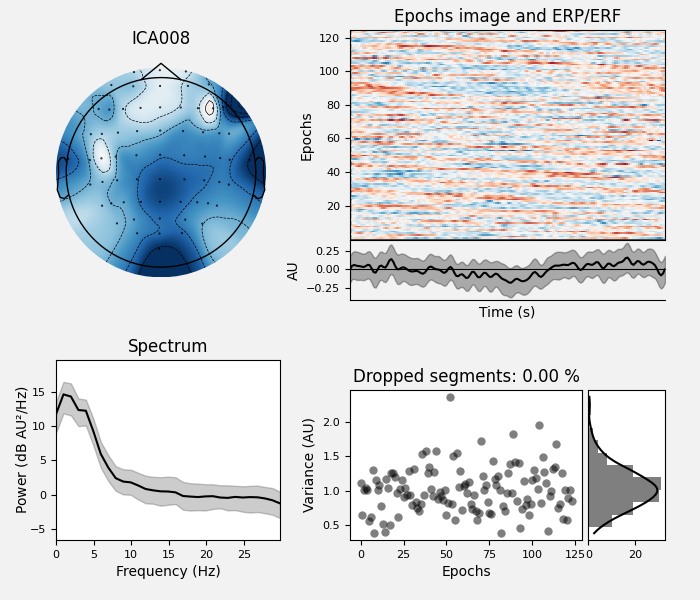 ICA008
Epochs image and ERP/ERF
Epochs
120
100
80
60
40
20
AU
0.25
0.00
−0.25
Time (s)
Spectrum
Power (dB AU²/Hz)
15
10
5
0
−5
0 5 10 15 20 25
Frequency (Hz)
Dropped segments: 0.00 %
Variance (AU)
2.0
1.5
1.0
0.5
0 25 50 75 100 125
Epochs
0 20